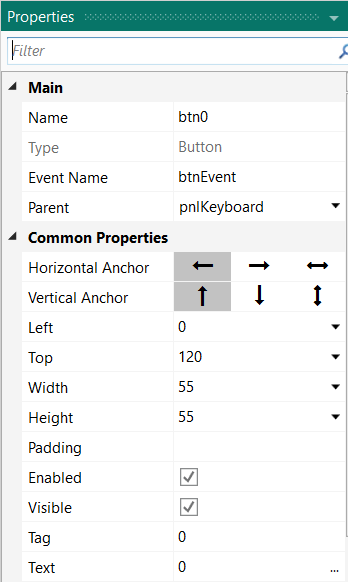 Properties
Filter
Main
Name btn0
Type Button
Event Name btnEvent
Parent pnlKeyboard
Common Properties
Horizontal Anchor
Vertical Anchor
Left 0
Top 120
Width 55
Height 55
Padding
Enabled
Visible
Tag 0
Text 0 ...